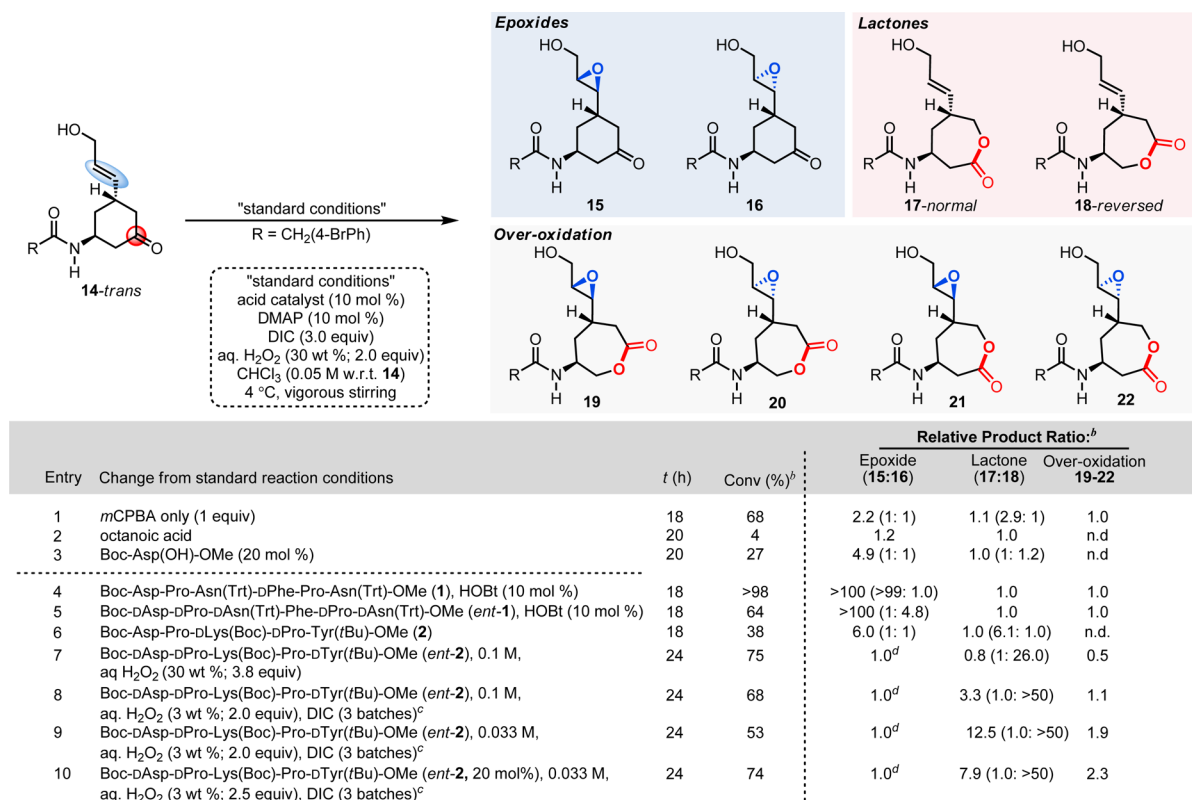 Epoxides
Lactones
HO
O
H
O
R
N
H
O
15
HO
O
H
O
R
N
H
O
16
HO
H
O
R
N
H
O
O
17-normal
HO
H
O
R
N
H
O
O
18-reversed
HO
H
O
R
N
H
O
14-trans
"standard conditions"
R = CH2(4-BrPh)
"standard conditions"
acid catalyst (10 mol %)
DMAP (10 mol %)
DIC (3.0 equiv)
aq. H2O2 (30 wt %; 2.0 equiv)
CHCl3 (0.05 M w.r.t. 14)
4 °C, vigorous stirring
Over-oxidation
HO
O
H
O
R
N
H
O
O
19
HO
O
H
O
R
N
H
O
O
20
HO
O
H
O
R
N
H
O
O
21
HO
O
H
O
R
N
H
O
O
22
Relative Product Ratio:b
Entry Change from standard reaction conditions t (h) Conv (%)b Epoxide (15:16) Lactone (17:18) Over-oxidation 19-22
1 mCPBA only (1 equiv) 18 68 2.2 (1: 1) 1.1 (2.9: 1) 1.0
2 octanoic acid 20 4 1.2 1.0 n.d
3 Boc-Asp(OH)-OMe (20 mol %) 20 27 4.9 (1: 1) 1.0 (1: 1.2) n.d
4 Boc-Asp-Pro-Asn(Trt)-DPhe-Pro-Asn(Trt)-OMe (1), HOBt (10 mol %) 18 >98 >100 (>99: 1.0) 1.0 1.0
5 Boc-DAsp-DPro-DAsn(Trt)-Phe-DPro-DAsn(Trt)-OMe (ent-1), HOBt (10 mol %) 18 64 >100 (1: 4.8) 1.0 1.0
6 Boc-Asp-Pro-DLys(Boc)-DPro-Tyr(tBu)-OMe (2) 18 38 6.0 (1: 1) 1.0 (6.1: 1.0) n.d.
7 Boc-DAsp-DPro-Lys(Boc)-Pro-DTyr(tBu)-OMe (ent-2), 0.1 M, 24 75 1.0d 0.8 (1: 26.0) 0.5
aq H2O2 (30 wt %; 3.8 equiv)
8 Boc-DAsp-DPro-Lys(Boc)-Pro-DTyr(tBu)-OMe (ent-2), 0.1 M, 24 68 1.0d 3.3 (1.0: >50) 1.1
aq. H2O2 (3 wt %; 2.0 equiv), DIC (3 batches)c
9 Boc-DAsp-DPro-Lys(Boc)-Pro-DTyr(tBu)-OMe (ent-2), 0.033 M, 24 53 1.0d 12.5 (1.0: >50) 1.9
aq. H2O2 (3 wt %; 2.0 equiv), DIC (3 batches)c
10 Boc-DAsp-DPro-Lys(Boc)-Pro-DTyr(tBu)-OMe (ent-2, 20 mol%), 0.033 M, 24 74 1.0d 7.9 (1.0: >50) 2.3
aq. H2O2 (3 wt %; 2.5 equiv), DIC (3 batches)c